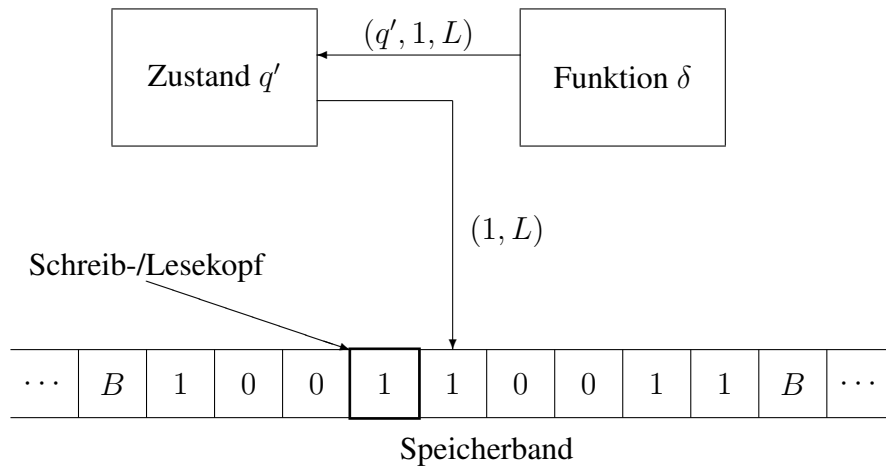 (q′, 1, L)
Zustand q′
Funktion δ
(1, L)
Schreib-/Lesekopf
⋯ B 1 0 0 1 1 0 0 1 1 B ⋯
Speicherband